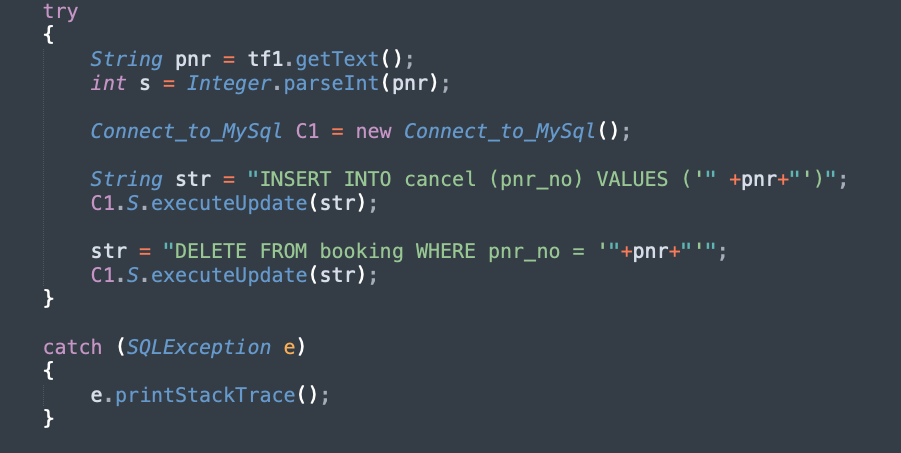 try
{
String pnr = tf1.getText();
int s = Integer.parseInt(pnr);
Connect_to_MySql C1 = new Connect_to_MySql();
String str = "INSERT INTO cancel (pnr_no) VALUES ('" +pnr+"')";
C1.S.executeUpdate(str);
str = "DELETE FROM booking WHERE pnr_no = '"+pnr+"'";
C1.S.executeUpdate(str);
}
catch (SQLException e)
{
e.printStackTrace();
}